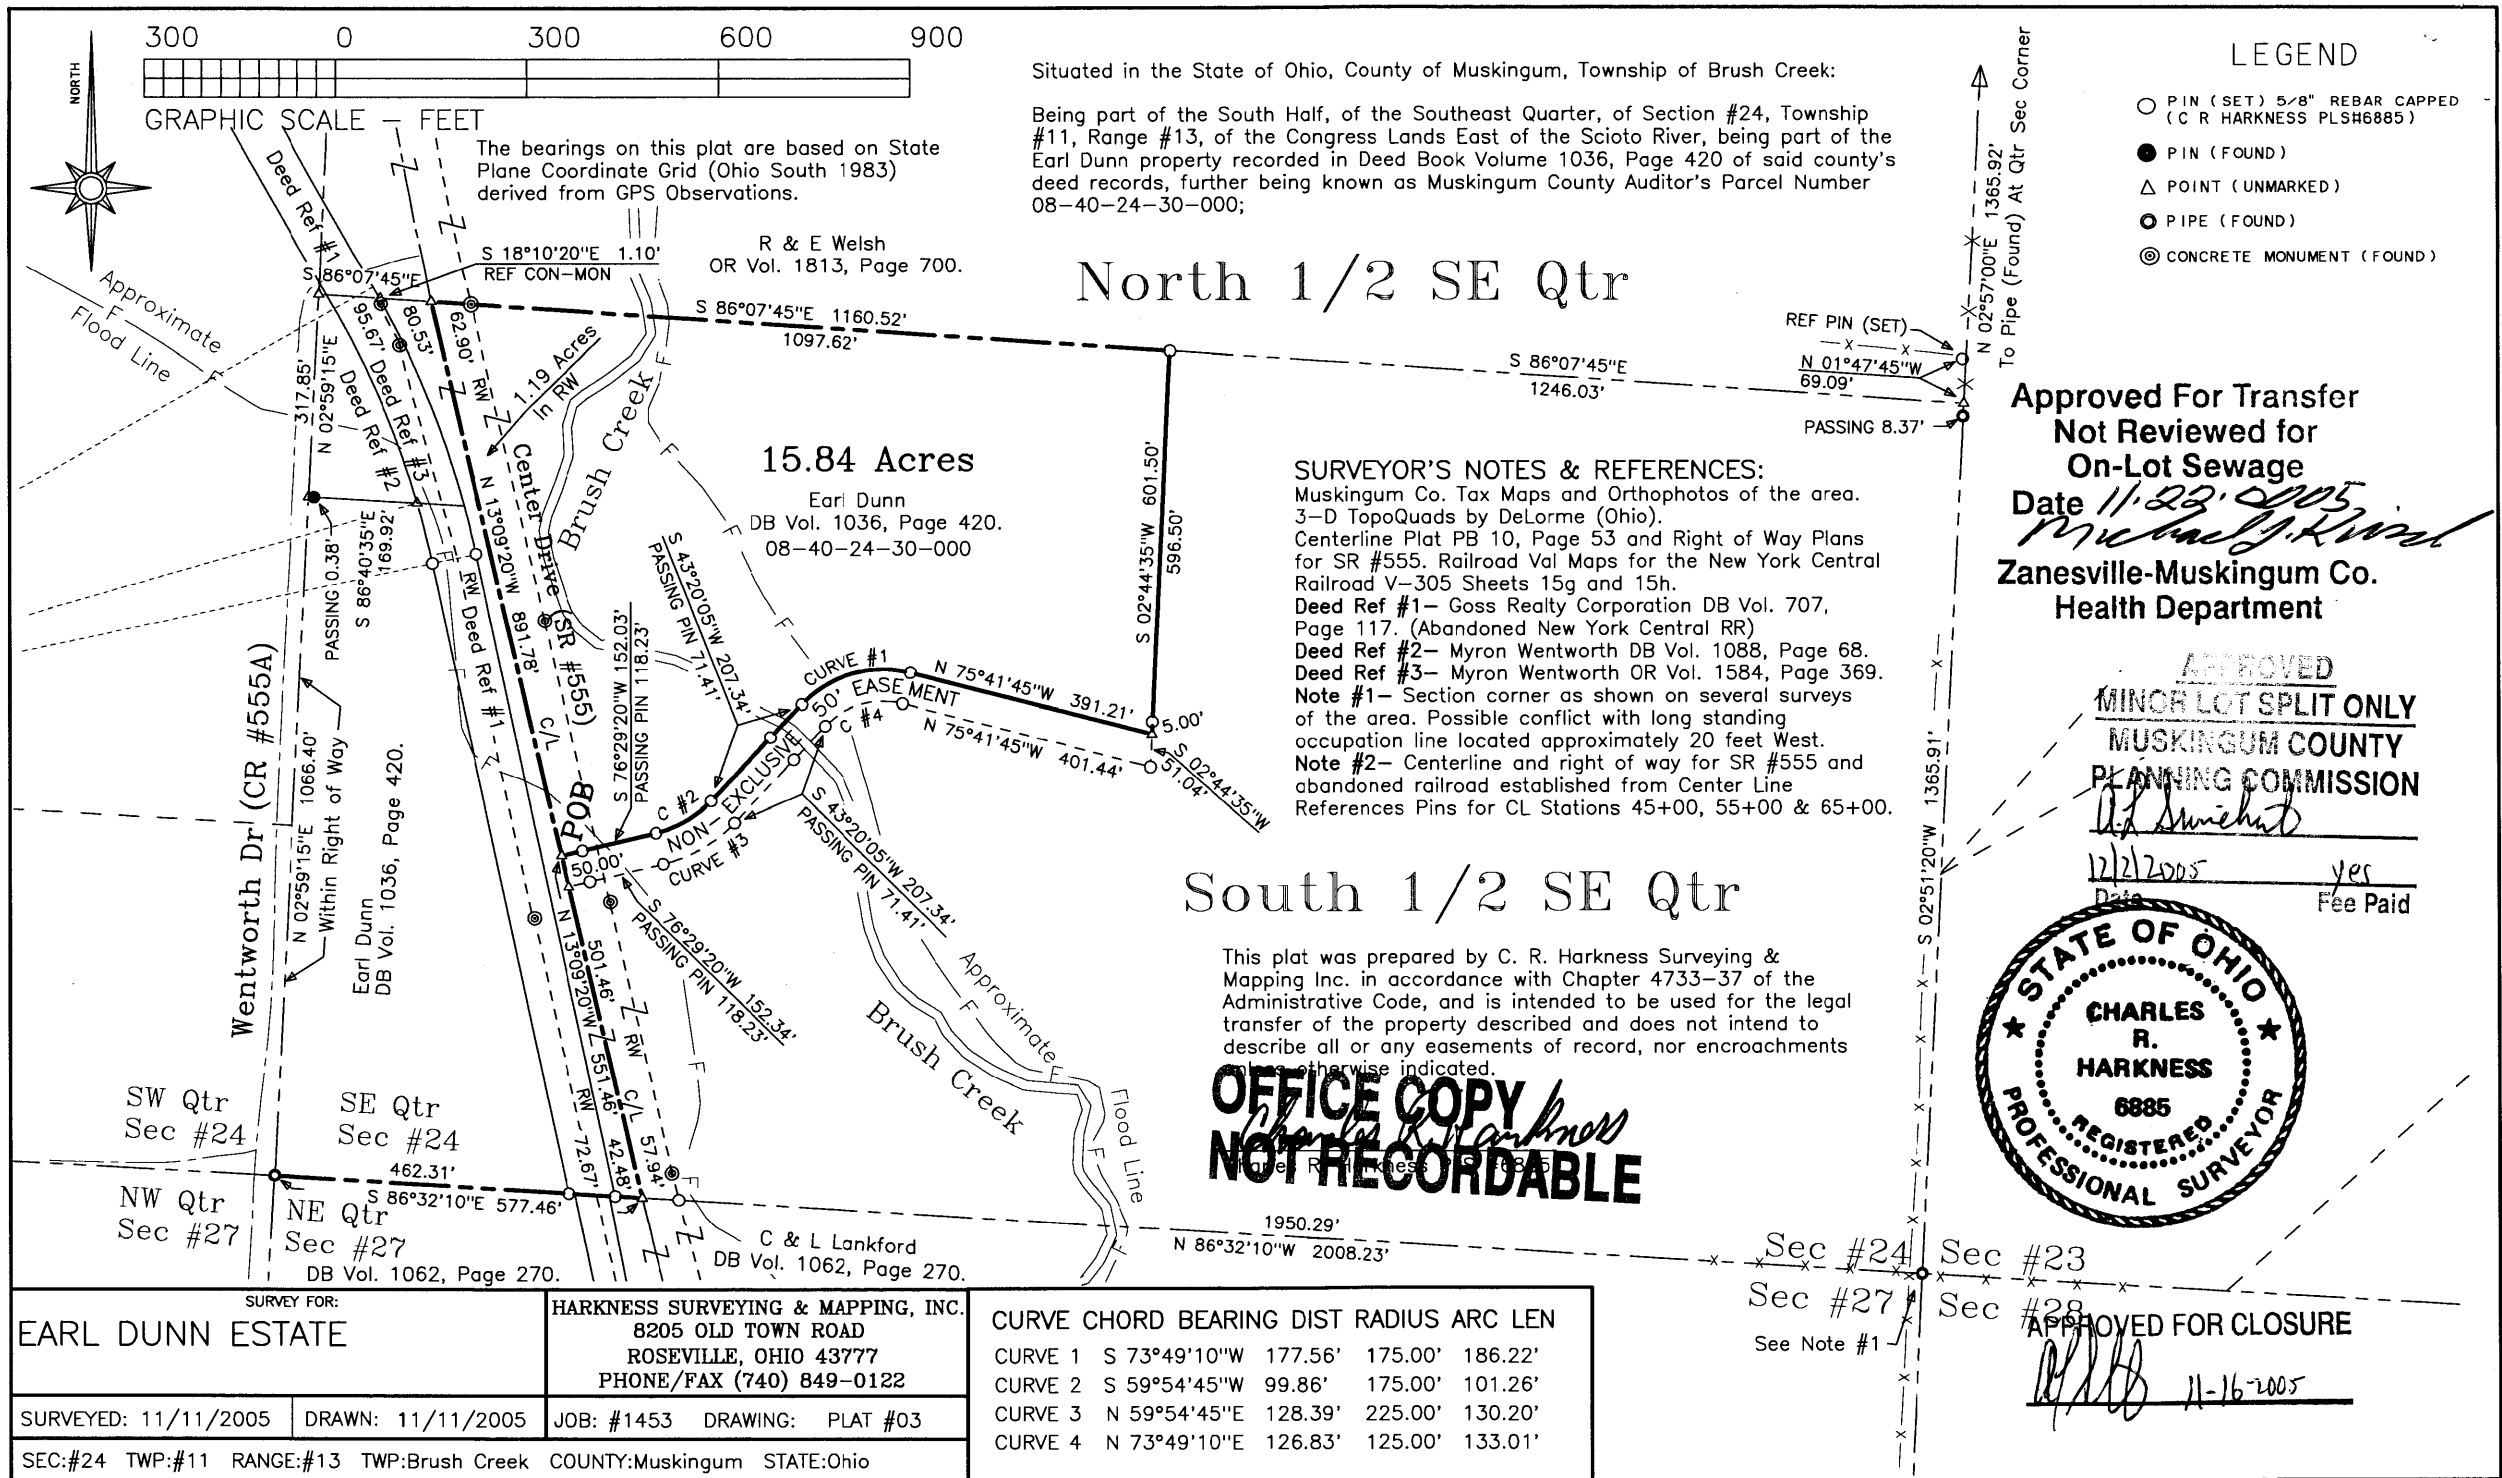 300 0 300 600 900
GRAPHIC SCALE – FEET
NORTH
The bearings on this plat are based on State
Plane Coordinate Grid (Ohio South 1983)
derived from GPS Observations.
Situated in the State of Ohio, County of Muskingum, Township of Brush Creek:
Being part of the South Half, of the Southeast Quarter, of Section #24, Township
#11, Range #13, of the Congress Lands East of the Scioto River, being part of the
Earl Dunn property recorded in Deed Book Volume 1036, Page 420 of said county's
deed records, further being known as Muskingum County Auditor's Parcel Number
08–40–24–30–000;
LEGEND
PIN (SET) 5/8" REBAR CAPPED
(C R HARKNESS PLS#6885)
PIN (FOUND)
POINT (UNMARKED)
PIPE (FOUND)
CONCRETE MONUMENT (FOUND)
N 02°57'00"E 1365.92'
To Pipe (Found) At Qtr Sec Corner
Deed Ref #1
S 18°10'20"E 1.10'
REF CON–MON
R & E Welsh
OR Vol. 1813, Page 700.
North 1/2 SE Qtr
S 86°07'45"E
Approximate
Flood Line
F
95.67'
80.53'
62.90'
RW
S 86°07'45"E 1160.52'
1097.62'
1.19 Acres
In RW
Brush Creek
REF PIN (SET)
N 01°47'45"W
69.09'
S 86°07'45"E
1246.03'
PASSING 8.37'
317.85'
N 02°59'15"E
Deed Ref #2
Deed Ref #3
Center Drive (SR #555)
N 13°09'20"W 891.78'
C/L
RW Deed Ref #1
15.84 Acres
Earl Dunn
DB Vol. 1036, Page 420.
08–40–24–30–000
S 02°44'35"W 601.50'
596.50'
PASSING 0.38'
S 86°40'35"E
169.92'
Approved For Transfer
Not Reviewed for
On-Lot Sewage
Date 11-22-2005
Zanesville-Muskingum Co.
Health Department
SURVEYOR'S NOTES & REFERENCES:
Muskingum Co. Tax Maps and Orthophotos of the area.
3–D TopoQuads by DeLorme (Ohio).
Centerline Plat PB 10, Page 53 and Right of Way Plans
for SR #555. Railroad Val Maps for the New York Central
Railroad V–305 Sheets 15g and 15h.
Deed Ref #1– Goss Realty Corporation DB Vol. 707,
Page 117. (Abandoned New York Central RR)
Deed Ref #2– Myron Wentworth DB Vol. 1088, Page 68.
Deed Ref #3– Myron Wentworth OR Vol. 1584, Page 369.
Note #1– Section corner as shown on several surveys
of the area. Possible conflict with long standing
occupation line located approximately 20 feet West.
Note #2– Centerline and right of way for SR #555 and
abandoned railroad established from Center Line
References Pins for CL Stations 45+00, 55+00 & 65+00.
S 43°20'05"W 207.34'
PASSING PIN 71.41'
S 76°29'20"W 152.03'
PASSING PIN 118.23'
CURVE #1
N 75°41'45"W 391.21'
5.00'
50' EASEMENT
NON–EXCLUSIVE
C #4
N 75°41'45"W 401.44'
S 02°44'35"W
51.04'
C #2
CURVE #3
S 43°20'05"W 207.34'
PASSING PIN 71.41'
POB
50.00'
S 76°29'20"W 152.34'
PASSING PIN 118.23'
APPROVED
MINOR LOT SPLIT ONLY
MUSKINGUM COUNTY
PLANNING COMMISSION
12/2/2005 yes
Date Fee Paid
Wentworth Dr (CR #555A)
N 02°59'15"E 1066.40'
Within Right of Way
Earl Dunn
DB Vol. 1036, Page 420.
N 13°09'20"W 551.46'
501.46'
C/L
RW
S 02°51'20"W 1365.91'
South 1/2 SE Qtr
This plat was prepared by C. R. Harkness Surveying &
Mapping Inc. in accordance with Chapter 4733–37 of the
Administrative Code, and is intended to be used for the legal
transfer of the property described and does not intend to
describe all or any easements of record, nor encroachments
unless otherwise indicated.
Charles R. Harkness
OFFICE COPY
NOT RECORDABLE
STATE OF OHIO
CHARLES
R.
HARKNESS
6885
REGISTERED
PROFESSIONAL SURVEYOR
Approximate
Flood Line
Brush Creek
SW Qtr
Sec #24
SE Qtr
Sec #24
NW Qtr
Sec #27
NE Qtr
Sec #27
462.31'
S 86°32'10"E 577.46'
RW 72.67'
42.48'
57.94'
DB Vol. 1062, Page 270.
C & L Lankford
DB Vol. 1062, Page 270.
1950.29'
N 86°32'10"W 2008.23'
Sec #24
Sec #23
Sec #27
Sec #28
See Note #1
APPROVED FOR CLOSURE
11-16-2005
SURVEY FOR:
EARL DUNN ESTATE
HARKNESS SURVEYING & MAPPING, INC.
8205 OLD TOWN ROAD
ROSEVILLE, OHIO 43777
PHONE/FAX (740) 849–0122
SURVEYED: 11/11/2005 DRAWN: 11/11/2005 JOB: #1453 DRAWING: PLAT #03
SEC:#24 TWP:#11 RANGE:#13 TWP:Brush Creek COUNTY:Muskingum STATE:Ohio
CURVE CHORD BEARING DIST RADIUS ARC LEN
CURVE 1 S 73°49'10"W 177.56' 175.00' 186.22'
CURVE 2 S 59°54'45"W 99.86' 175.00' 101.26'
CURVE 3 N 59°54'45"E 128.39' 225.00' 130.20'
CURVE 4 N 73°49'10"E 126.83' 125.00' 133.01'